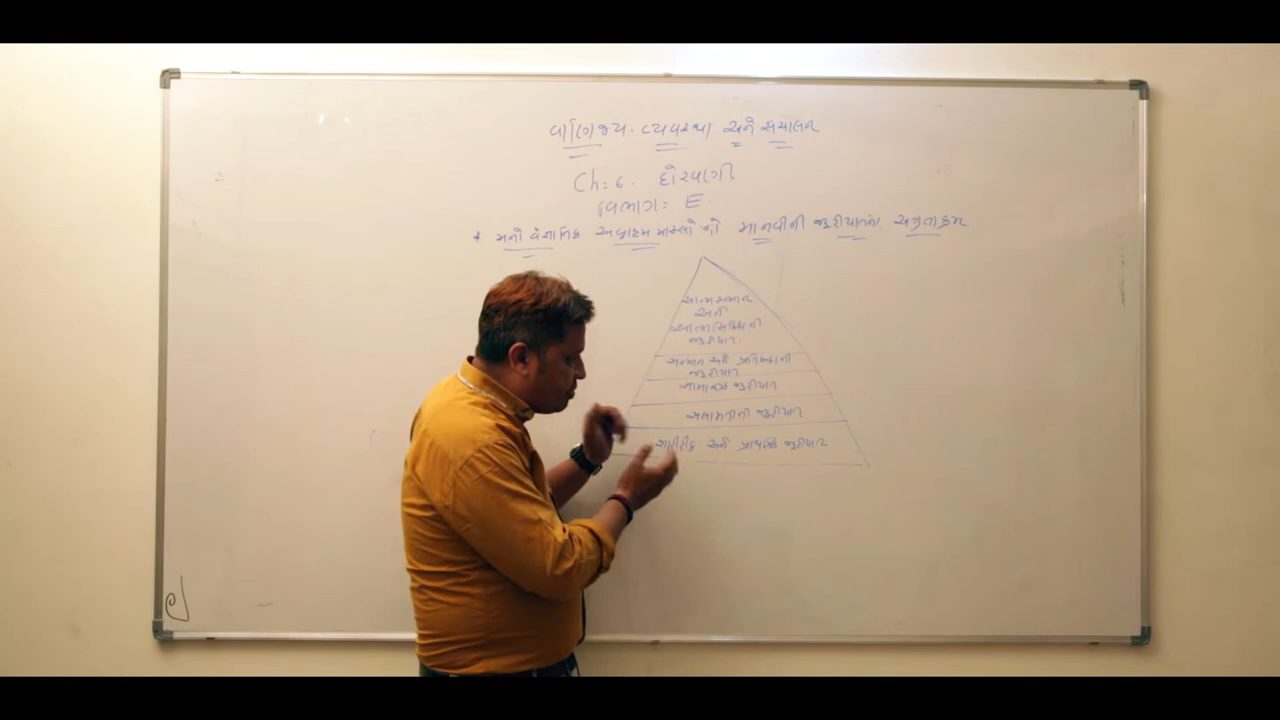 વાણિજ્ય વ્યવસ્થા અને સંચાલન
Ch: 6. દોરવણી
વિભાગ: E
* મનોવૈજ્ઞાનિક અબ્રાહમ માસ્લોનો માનવીની જરૂરીયાતના અગ્રતાક્રમ
આત્મસન્માન
અને
આત્મસિદ્ધિની
જરૂરીયાત
સન્માન અને પ્રતિષ્ઠાની
જરૂરીયાત
સામાજીક જરૂરીયાત
સલામતીની જરૂરીયાત
શારીરીક અને પ્રાથમિક જરૂરીયાત